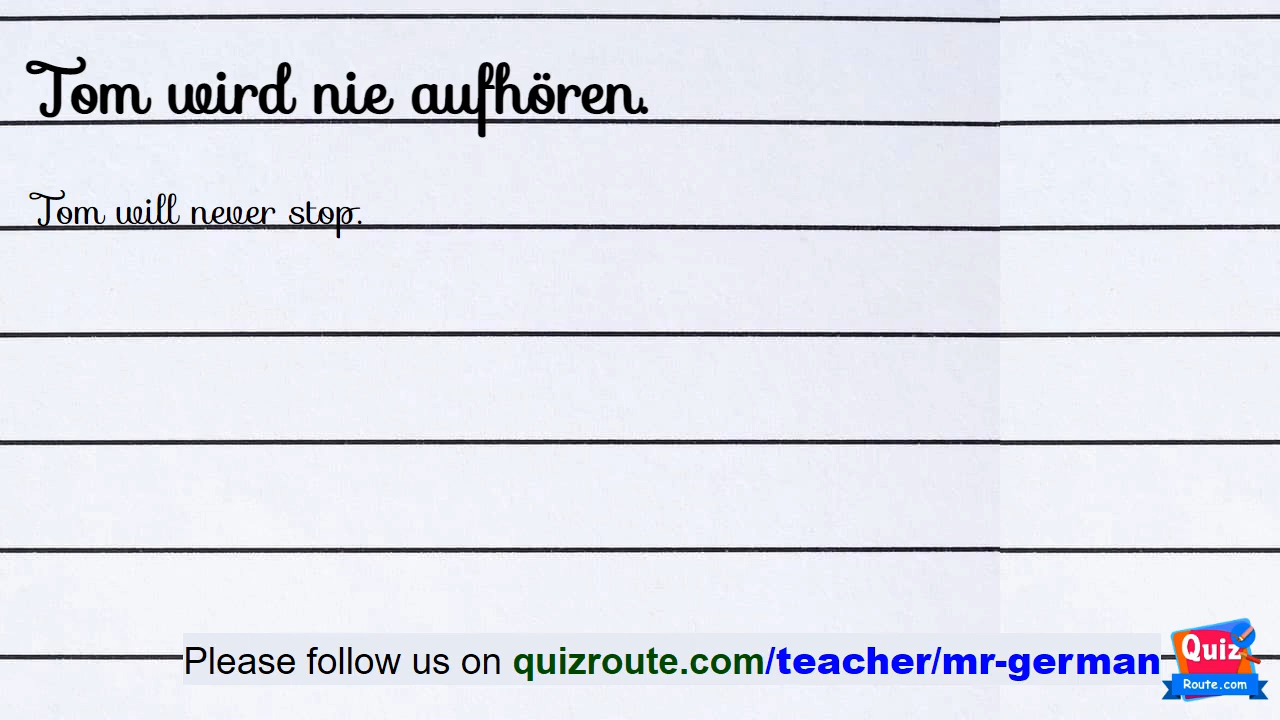 Tom wird nie aufhören.
Tom will never stop.
Please follow us on quizroute.com/teacher/mr-german
Quiz
Route.com